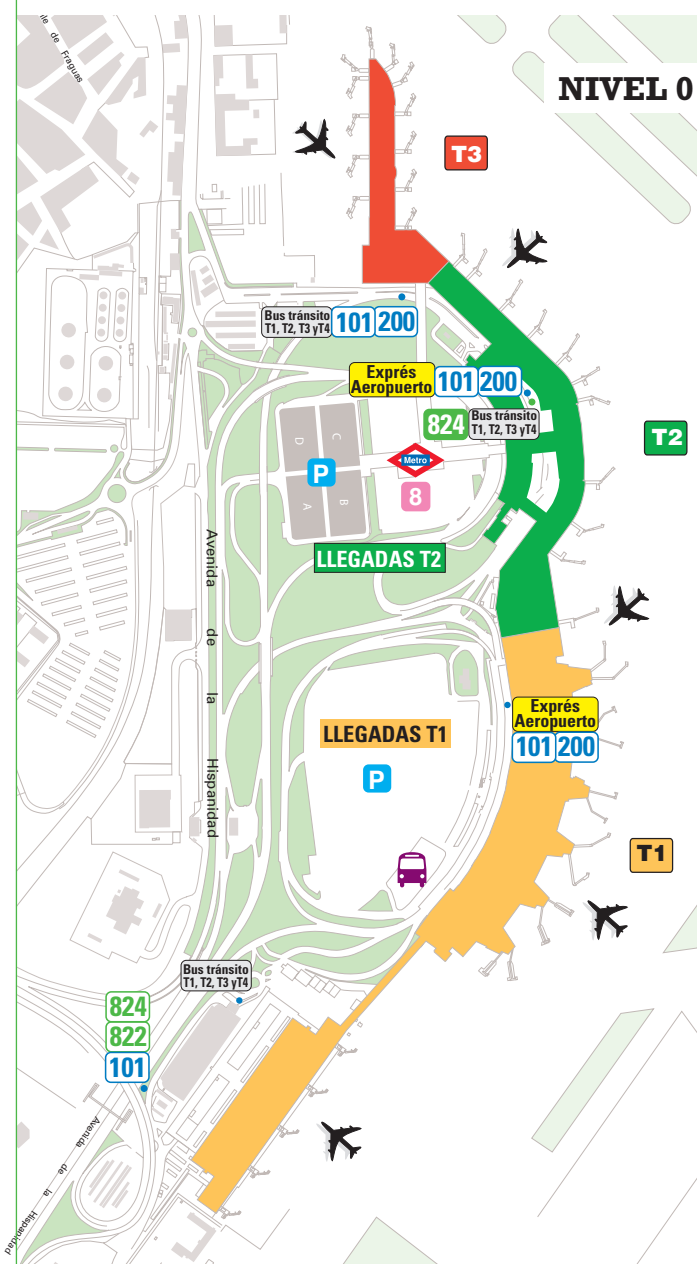 lle de Fraguas
NIVEL 0
T3
Bus tránsito
T1, T2, T3 yT4
101
200
Exprés
Aeropuerto
101
200
824
Bus tránsito
T1, T2, T3 yT4
T2
D
C
A
B
P
Metro
8
LLEGADAS T2
Avenida de la Hispanidad
Exprés
Aeropuerto
101
200
LLEGADAS T1
P
T1
Bus tránsito
T1, T2, T3 yT4
824
822
101
Avenida de la Hispanidad